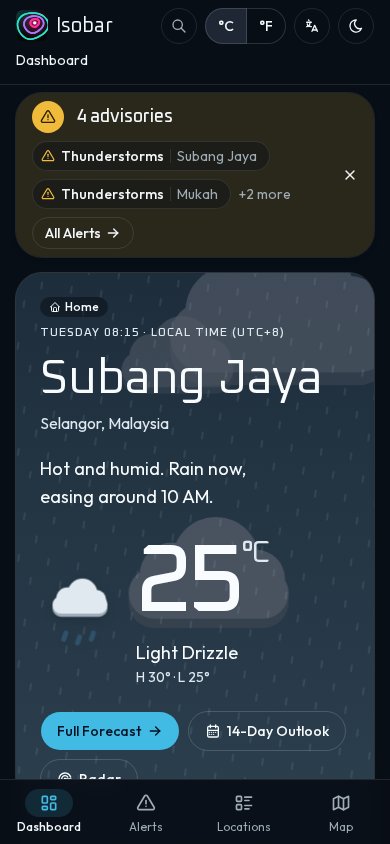 Isobar
°C °F
Dashboard
4 advisories
Thunderstorms Subang Jaya
Thunderstorms Mukah +2 more
All Alerts →
Home
TUESDAY 08:15 · LOCAL TIME (UTC+8)
Subang Jaya
Selangor, Malaysia
Hot and humid. Rain now,
easing around 10 AM.
25°C
Light Drizzle
H 30° · L 25°
Full Forecast → 14-Day Outlook
Radar
Dashboard Alerts Locations Map